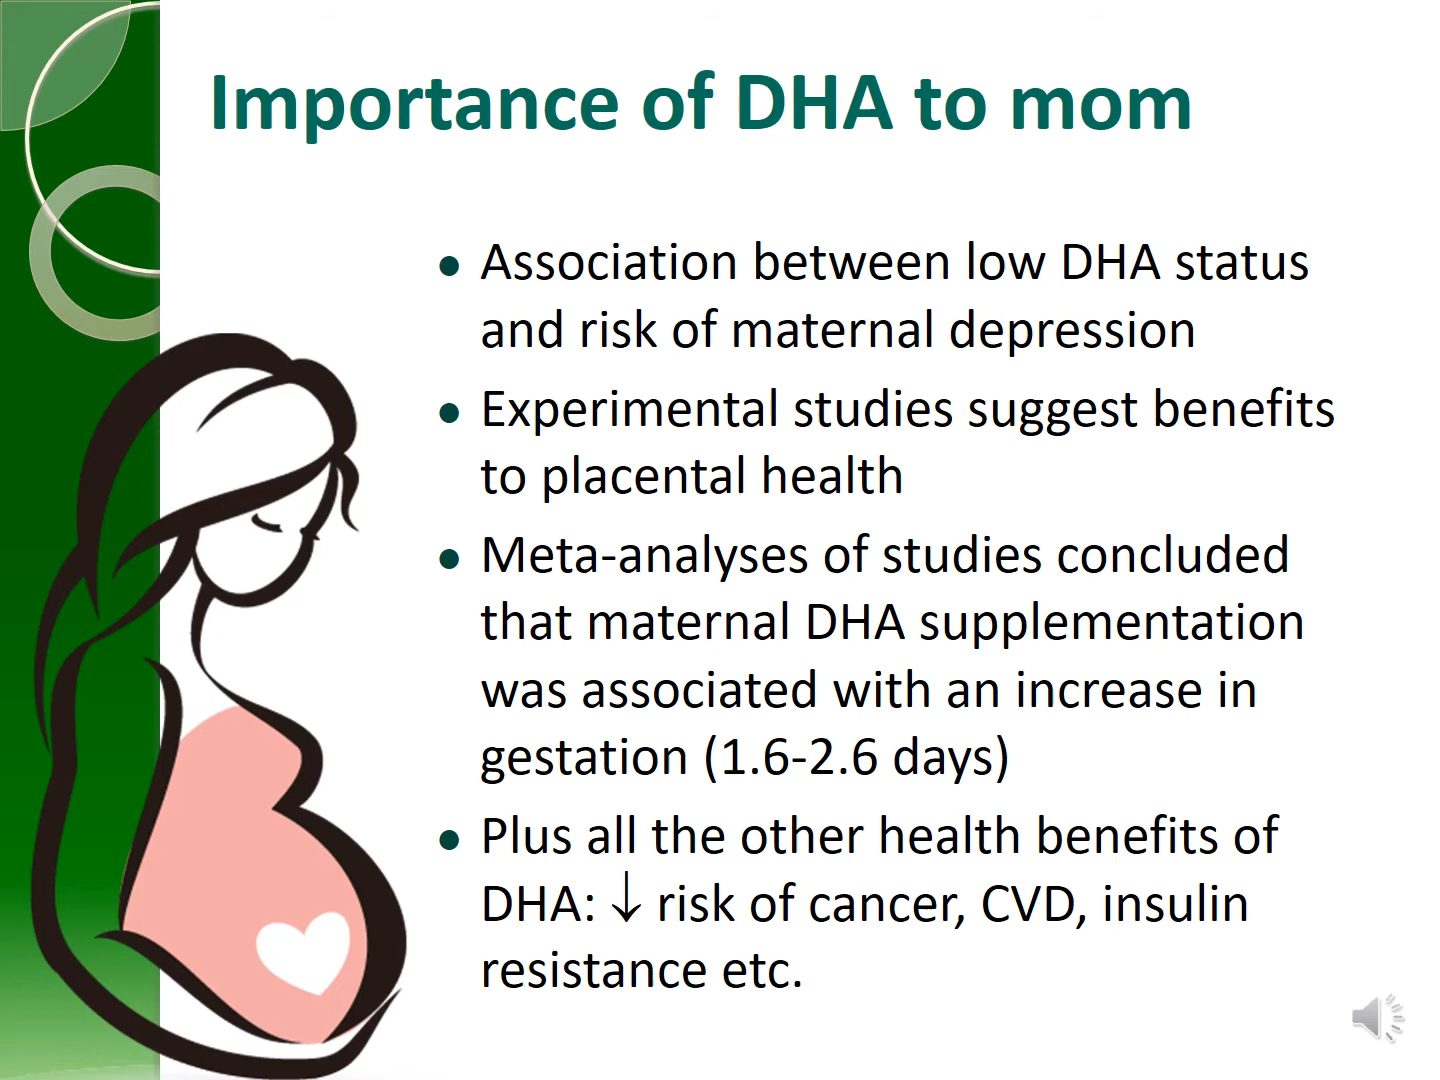 Importance of DHA to mom
● Association between low DHA status
and risk of maternal depression
● Experimental studies suggest benefits
to placental health
● Meta-analyses of studies concluded
that maternal DHA supplementation
was associated with an increase in
gestation (1.6-2.6 days)
● Plus all the other health benefits of
DHA: ↓ risk of cancer, CVD, insulin
resistance etc.